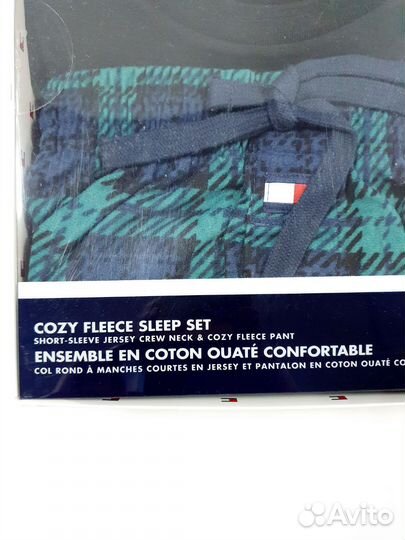 COZY FLEECE SLEEP SET
SHORT-SLEEVE JERSEY CREW NECK & COZY FLEECE PANT
ENSEMBLE EN COTON OUATÉ CONFORTABLE
COL ROND À MANCHES COURTES EN JERSEY ET PANTALON EN COTON OUATÉ CO
Avito